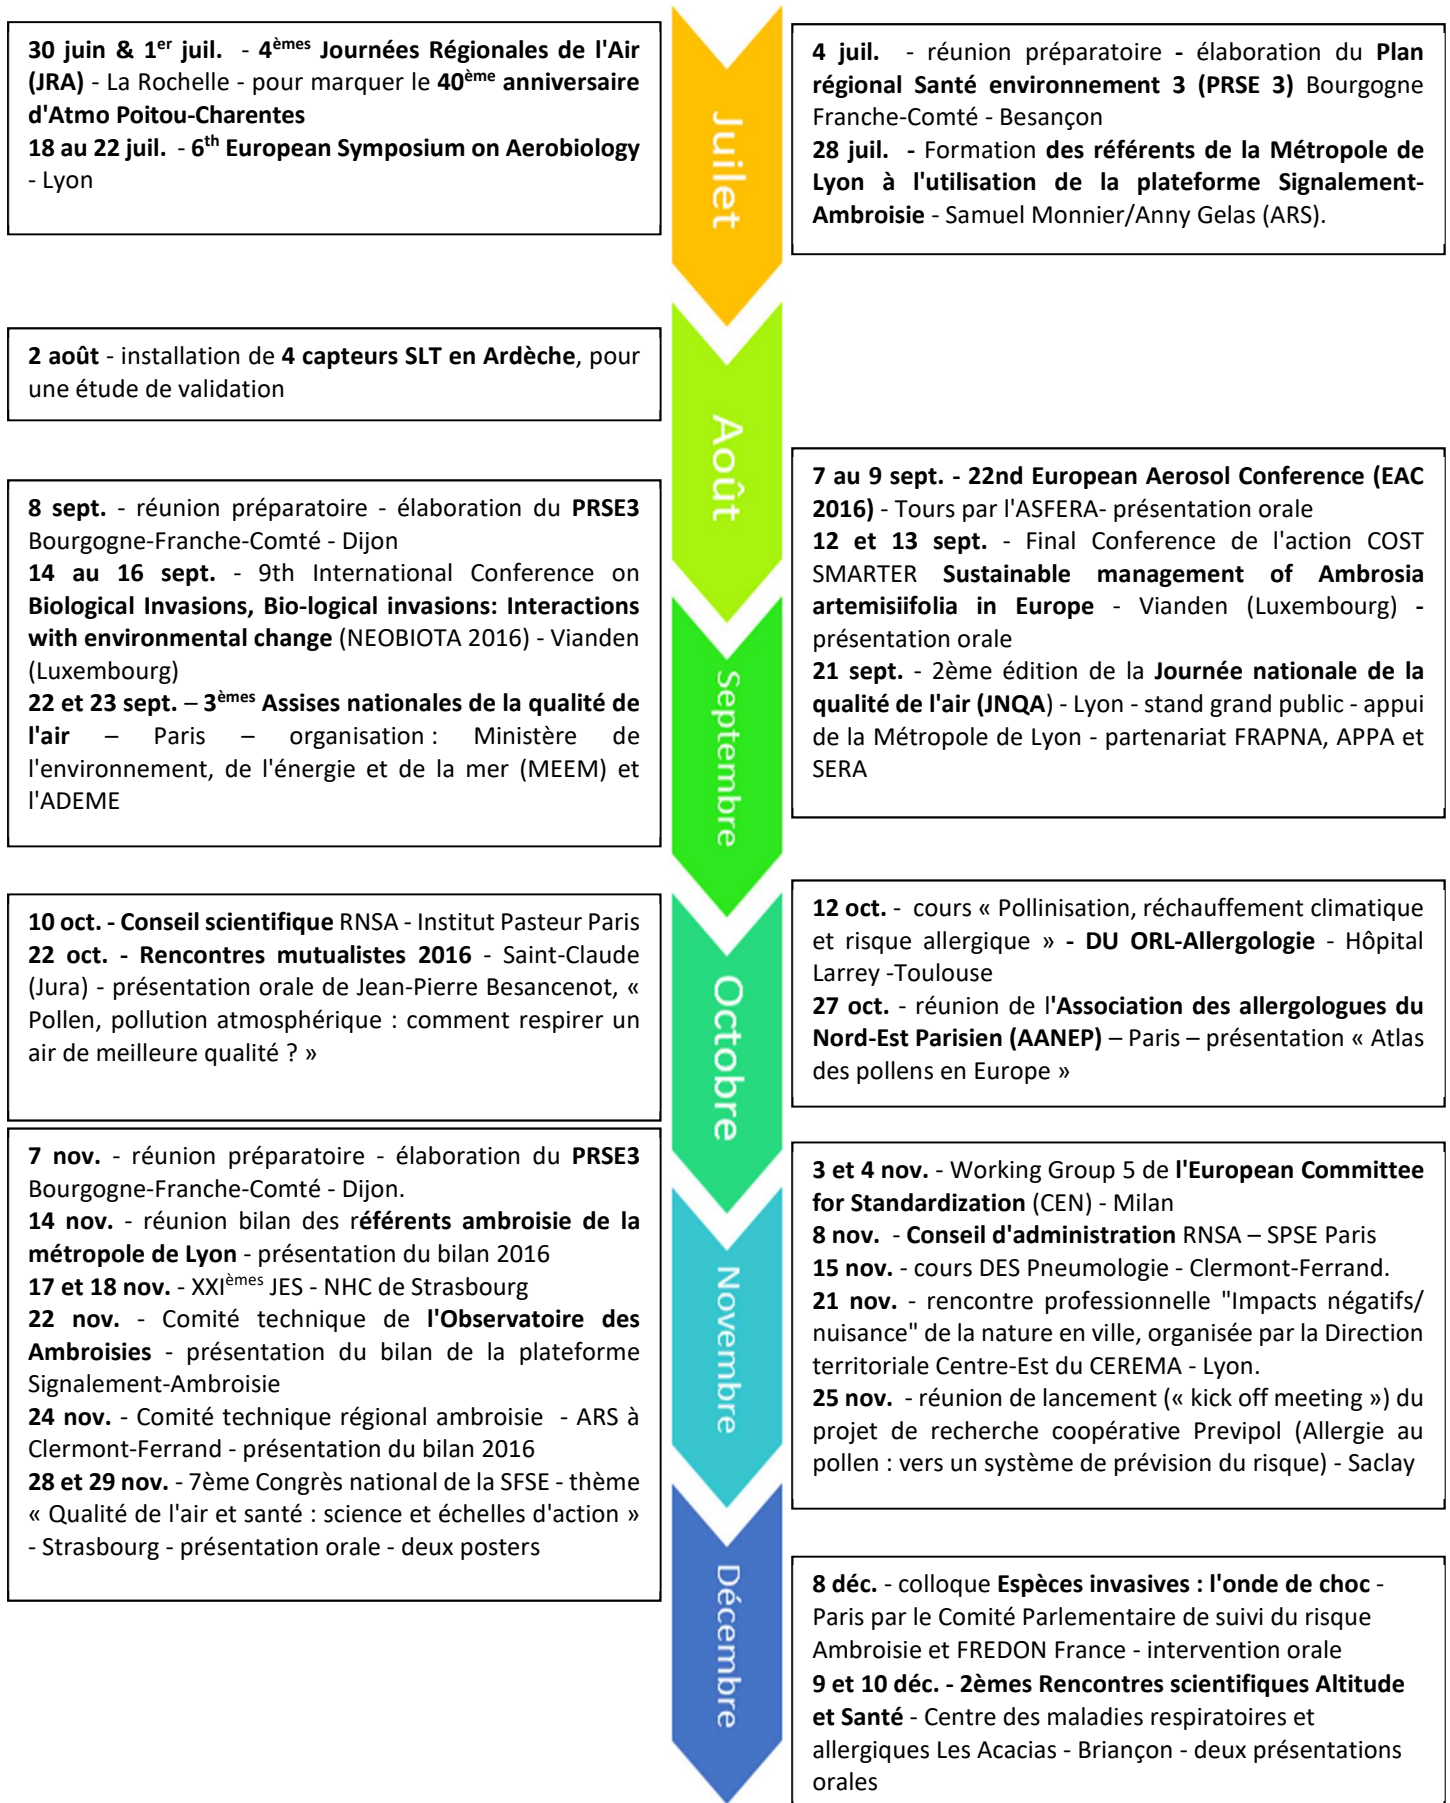 30 juin & 1er juil. - 4èmes Journées Régionales de l'Air
(JRA) - La Rochelle - pour marquer le 40ème anniversaire
d'Atmo Poitou-Charentes
18 au 22 juil. - 6th European Symposium on Aerobiology
- Lyon
Juillet
4 juil. - réunion préparatoire - élaboration du Plan
régional Santé environnement 3 (PRSE 3) Bourgogne
Franche-Comté - Besançon
28 juil. - Formation des référents de la Métropole de
Lyon à l'utilisation de la plateforme Signalement-
Ambroisie - Samuel Monnier/Anny Gelas (ARS).
2 août - installation de 4 capteurs SLT en Ardèche, pour
une étude de validation
Août
8 sept. - réunion préparatoire - élaboration du PRSE3
Bourgogne-Franche-Comté - Dijon
14 au 16 sept. - 9th International Conference on
Biological Invasions, Bio-logical invasions: Interactions
with environmental change (NEOBIOTA 2016) - Vianden
(Luxembourg)
22 et 23 sept. – 3èmes Assises nationales de la qualité de
l'air – Paris – organisation : Ministère de
l'environnement, de l'énergie et de la mer (MEEM) et
l'ADEME
Septembre
7 au 9 sept. - 22nd European Aerosol Conference (EAC
2016) - Tours par l'ASFERA- présentation orale
12 et 13 sept. - Final Conference de l'action COST
SMARTER Sustainable management of Ambrosia
artemisiifolia in Europe - Vianden (Luxembourg) -
présentation orale
21 sept. - 2ème édition de la Journée nationale de la
qualité de l'air (JNQA) - Lyon - stand grand public - appui
de la Métropole de Lyon - partenariat FRAPNA, APPA et
SERA
10 oct. - Conseil scientifique RNSA - Institut Pasteur Paris
22 oct. - Rencontres mutualistes 2016 - Saint-Claude
(Jura) - présentation orale de Jean-Pierre Besancenot, «
Pollen, pollution atmosphérique : comment respirer un
air de meilleure qualité ? »
Octobre
12 oct. - cours « Pollinisation, réchauffement climatique
et risque allergique » - DU ORL-Allergologie - Hôpital
Larrey -Toulouse
27 oct. - réunion de l'Association des allergologues du
Nord-Est Parisien (AANEP) – Paris – présentation « Atlas
des pollens en Europe »
7 nov. - réunion préparatoire - élaboration du PRSE3
Bourgogne-Franche-Comté - Dijon.
14 nov. - réunion bilan des référents ambroisie de la
métropole de Lyon - présentation du bilan 2016
17 et 18 nov. - XXIèmes JES - NHC de Strasbourg
22 nov. - Comité technique de l'Observatoire des
Ambroisies - présentation du bilan de la plateforme
Signalement-Ambroisie
24 nov. - Comité technique régional ambroisie - ARS à
Clermont-Ferrand - présentation du bilan 2016
28 et 29 nov. - 7ème Congrès national de la SFSE - thème
« Qualité de l'air et santé : science et échelles d'action »
- Strasbourg - présentation orale - deux posters
Novembre
3 et 4 nov. - Working Group 5 de l'European Committee
for Standardization (CEN) - Milan
8 nov. - Conseil d'administration RNSA – SPSE Paris
15 nov. - cours DES Pneumologie - Clermont-Ferrand.
21 nov. - rencontre professionnelle "Impacts négatifs/
nuisance" de la nature en ville, organisée par la Direction
territoriale Centre-Est du CEREMA - Lyon.
25 nov. - réunion de lancement (« kick off meeting ») du
projet de recherche coopérative Previpol (Allergie au
pollen : vers un système de prévision du risque) - Saclay
Décembre
8 déc. - colloque Espèces invasives : l'onde de choc -
Paris par le Comité Parlementaire de suivi du risque
Ambroisie et FREDON France - intervention orale
9 et 10 déc. - 2èmes Rencontres scientifiques Altitude
et Santé - Centre des maladies respiratoires et
allergiques Les Acacias - Briançon - deux présentations
orales